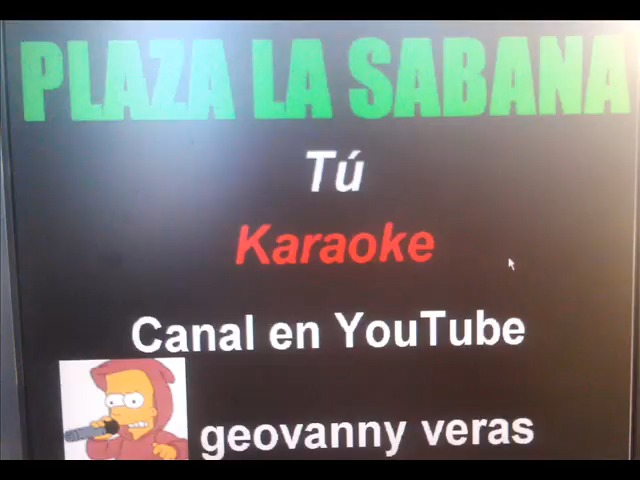 PLAZA LA SABANA
Tú
Karaoke
Canal en YouTube
geovanny veras